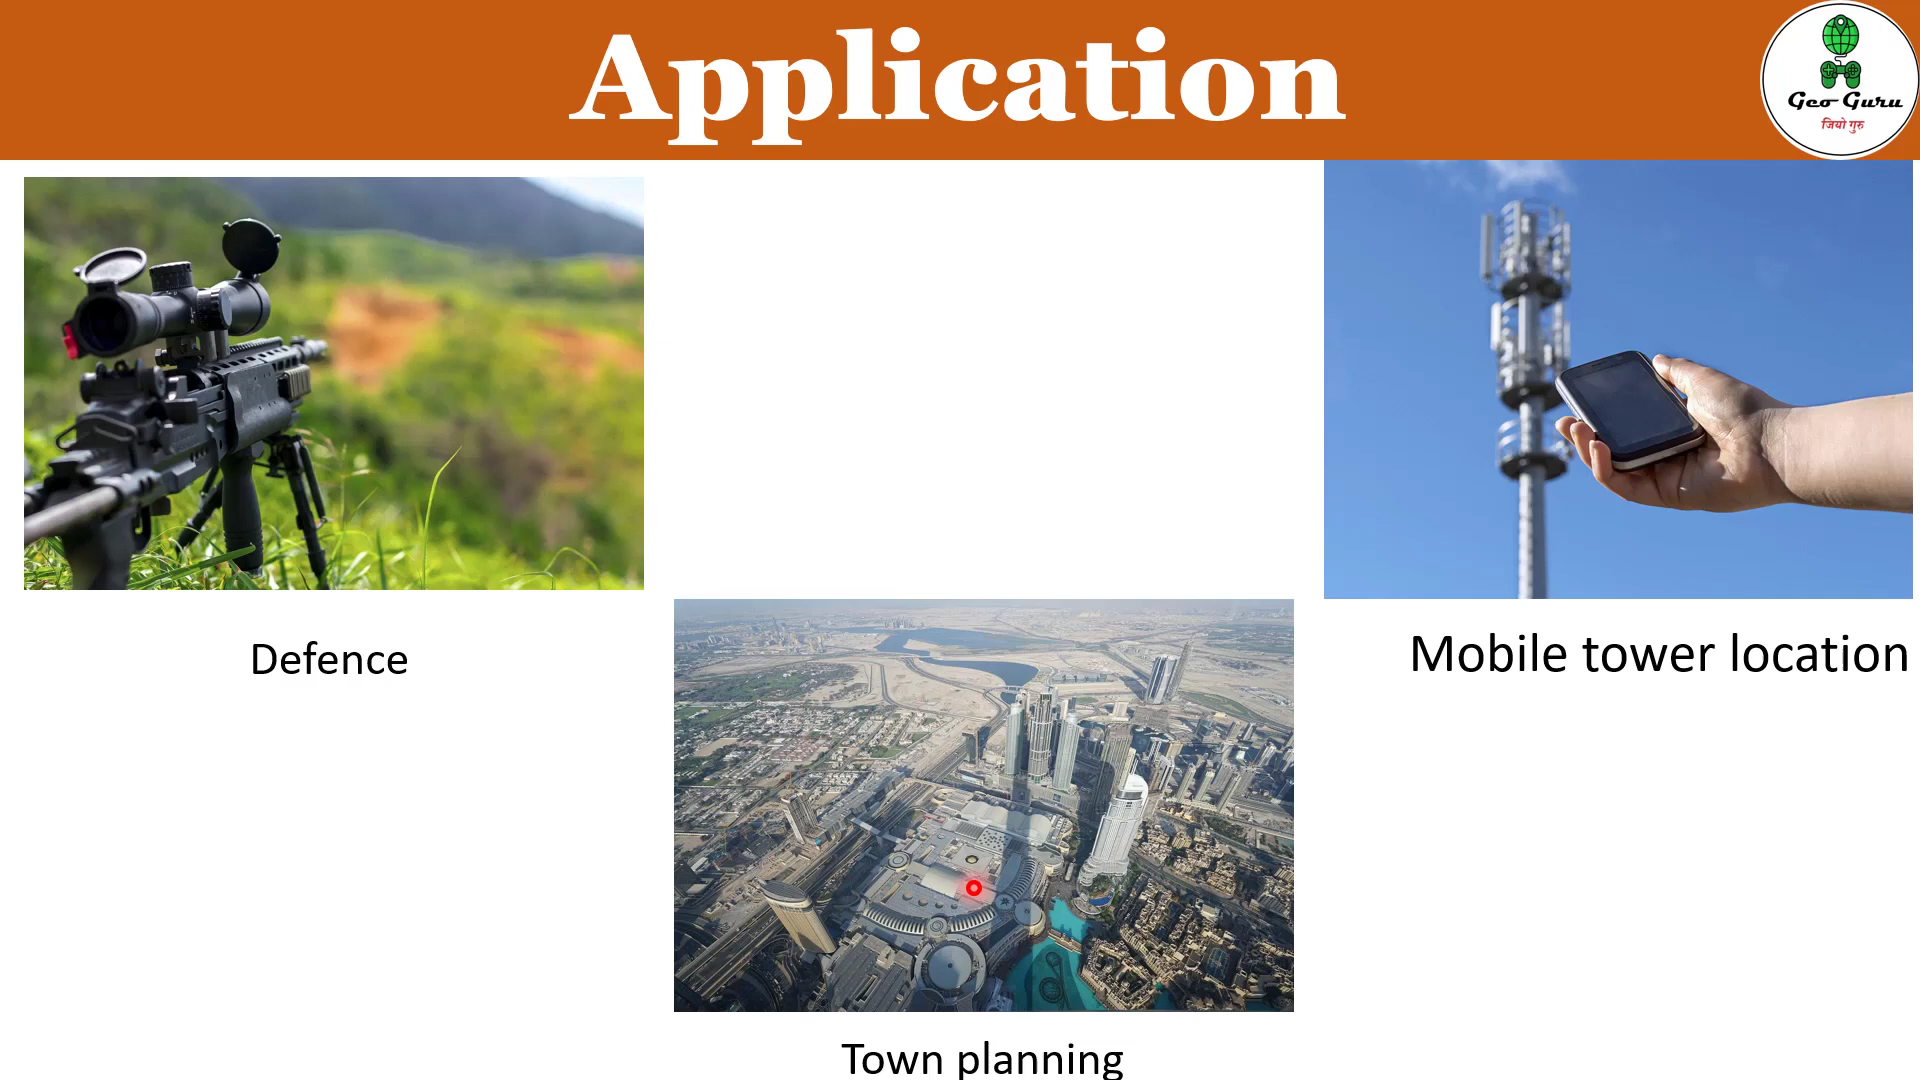 Application
Geo Guru
जियो गुरु
Defence
Mobile tower location
Town planning